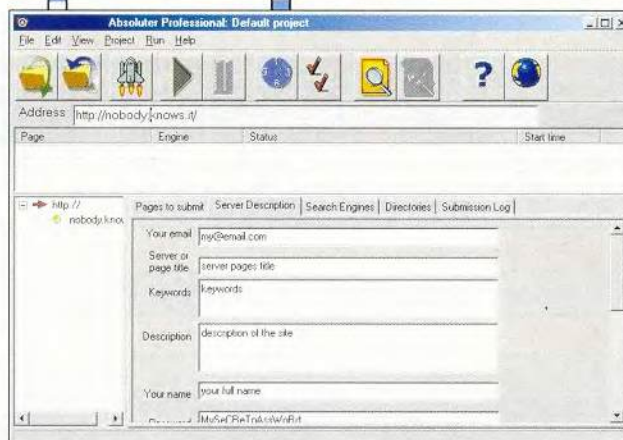 Absoluter Professional: Default project
File Edit View Project Run Help
Address http://nobody.knows.it/
Page Engine Status Start time
http://
nobody.know
Pages to submit Server Description Search Engines Directories Submission Log
Your email my@email.com
Server or page title server pages title
Keywords keywords
Description description of the site
Your name your full name